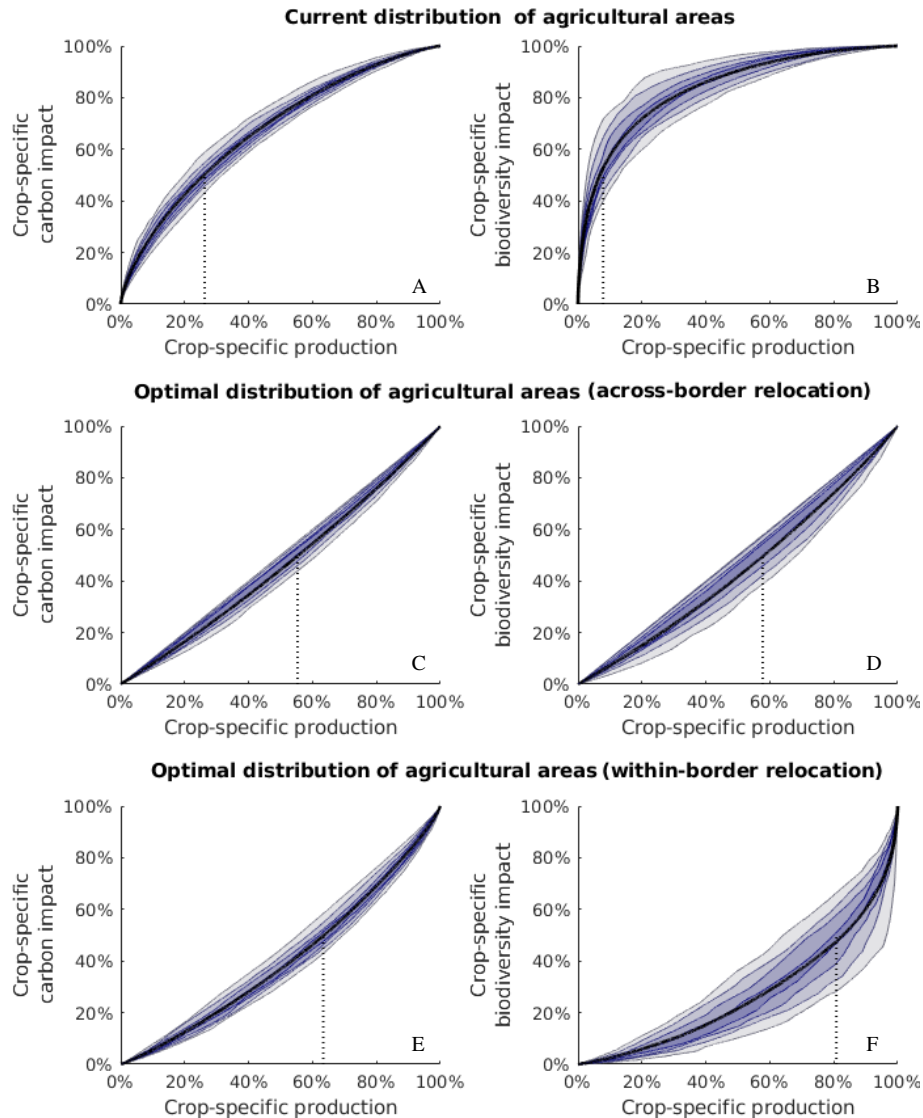 Current distribution of agricultural areas
Crop-specific
carbon impact
100%
80%
60%
40%
20%
0%
A
0% 20% 40% 60% 80% 100%
Crop-specific production
Crop-specific
biodiversity impact
100%
80%
60%
40%
20%
0%
B
0% 20% 40% 60% 80% 100%
Crop-specific production
Optimal distribution of agricultural areas (across-border relocation)
Crop-specific
carbon impact
100%
80%
60%
40%
20%
0%
C
0% 20% 40% 60% 80% 100%
Crop-specific production
Crop-specific
biodiversity impact
100%
80%
60%
40%
20%
0%
D
0% 20% 40% 60% 80% 100%
Crop-specific production
Optimal distribution of agricultural areas (within-border relocation)
Crop-specific
carbon impact
100%
80%
60%
40%
20%
0%
E
0% 20% 40% 60% 80% 100%
Crop-specific production
Crop-specific
biodiversity impact
100%
80%
60%
40%
20%
0%
F
0% 20% 40% 60% 80% 100%
Crop-specific production